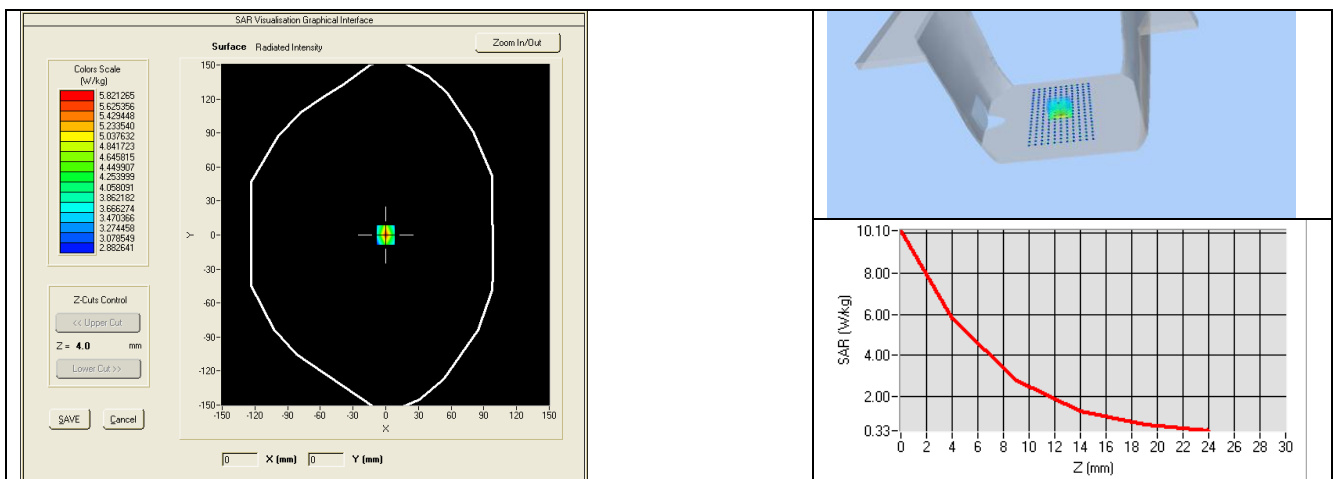 SAR Visualisation Graphical Interface
Surface Radiated Intensity
Zoom In/Out
Colors Scale
(W/kg)
5.821265
5.625356
5.429448
5.233540
5.037632
4.841723
4.645815
4.449907
4.253999
4.058091
3.862182
3.666274
3.470366
3.274458
3.078549
2.882641
Z-Cuts Control
<< Upper Cut
Z = 4.0 mm
Lower Cut >>
SAVE Cancel
Y
150-
120-
90-
60-
30-
0-
-30-
-60-
-90-
-120-
-150-
-150 -120 -90 -60 -30 0 30 60 90 120 150
X
0 X (mm) 0 Y (mm)
SAR (W/kg)
10.10-
8.00-
6.00-
4.00-
2.00-
0.33-
0 2 4 6 8 10 12 14 16 18 20 22 24 26 28 30
Z (mm)